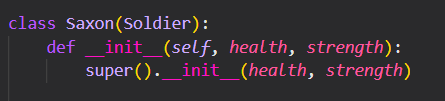 class Saxon(Soldier):
    def __init__(self, health, strength):
        super().__init__(health, strength)